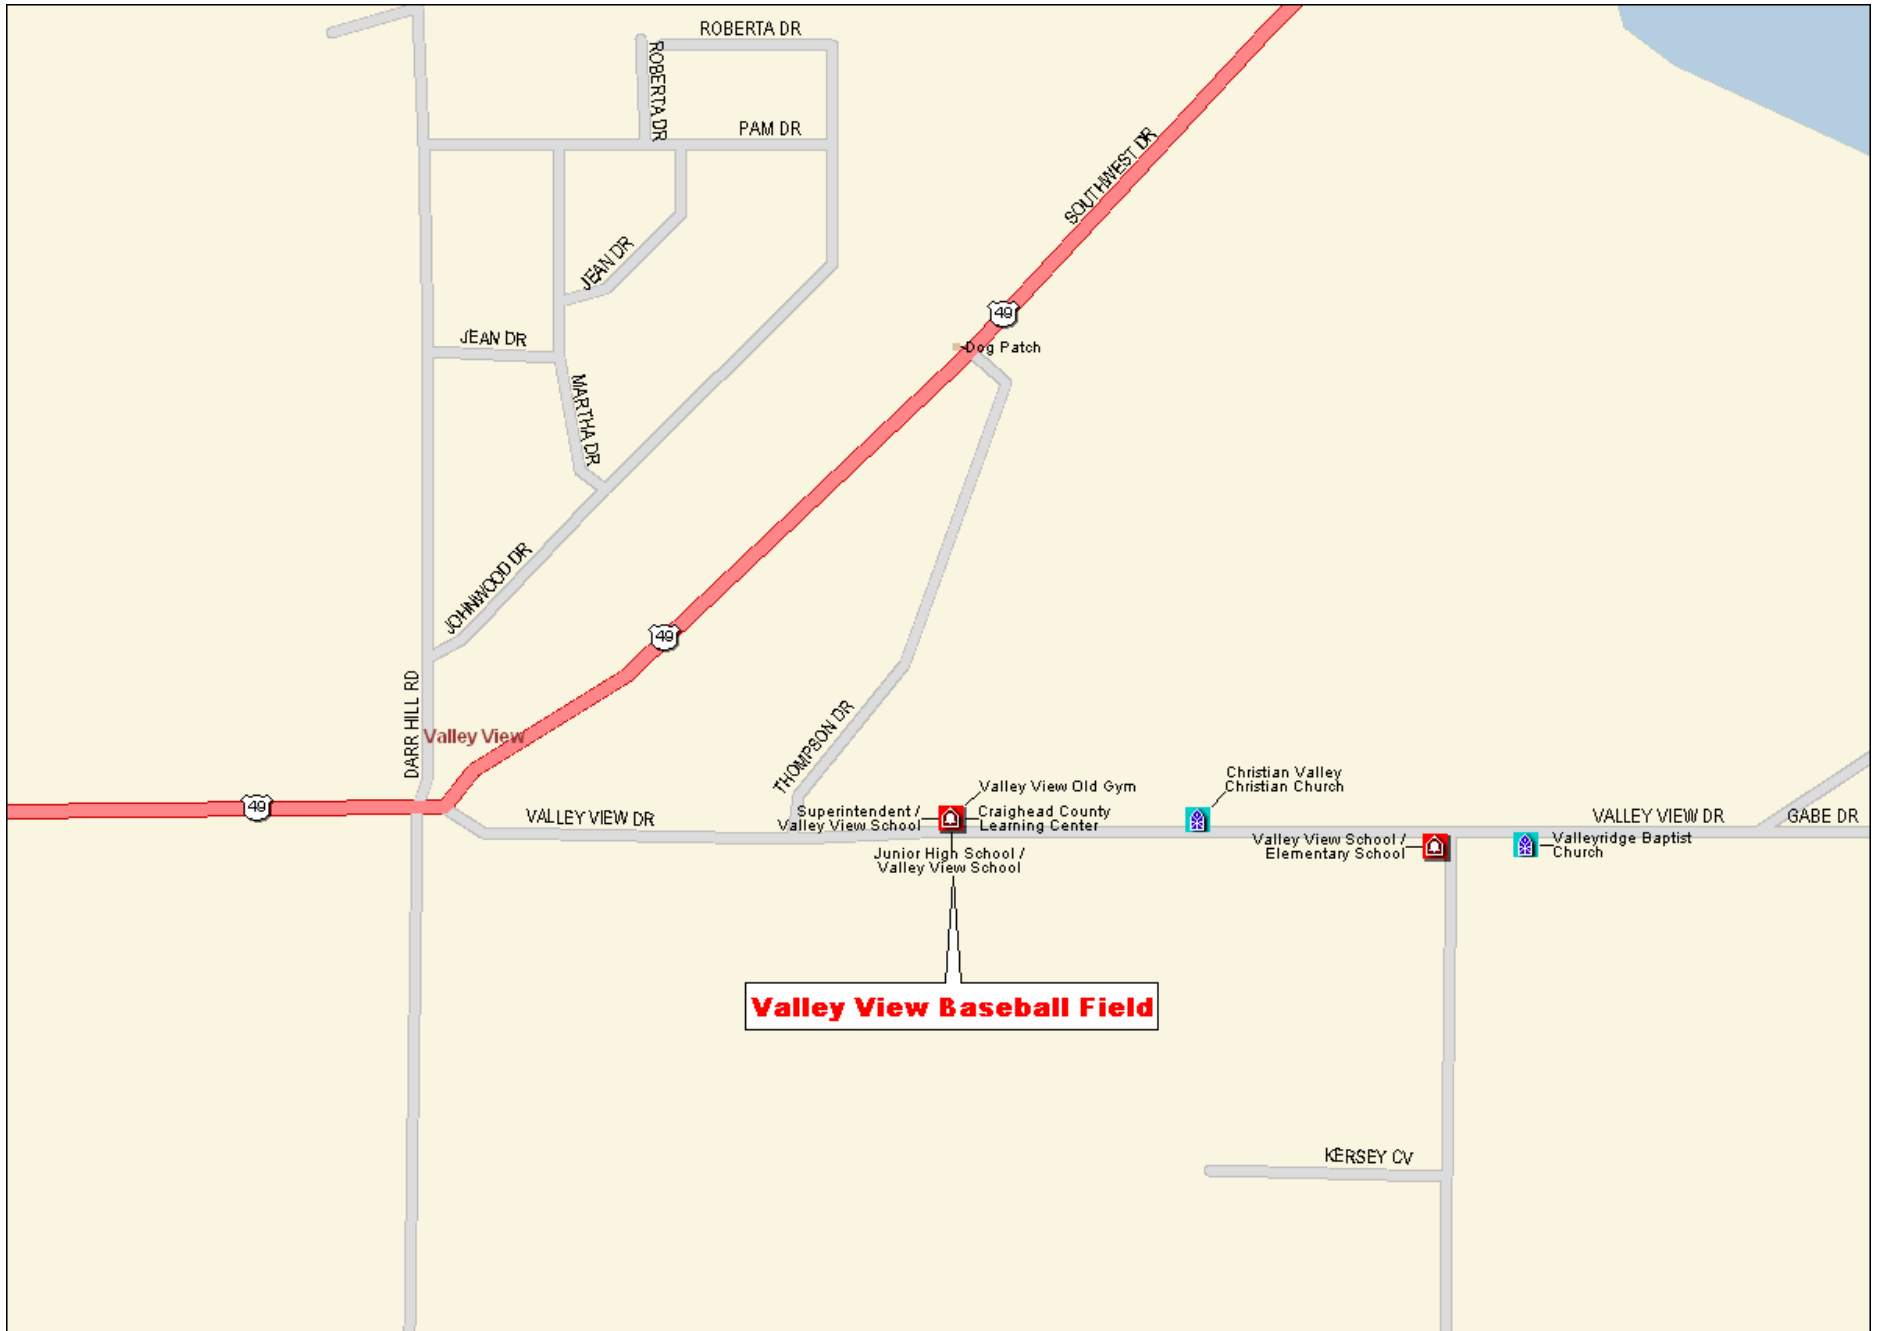 ROBERTA DR
ROBERTA DR
PAM DR
SOUTHWEST DR
JEAN DR
49
JEAN DR
Dog Patch
MARTHA DR
JOHNWOOD DR
49
DARR HILL RD
Valley View
THOMPSON DR
49
VALLEY VIEW DR
Valley View Old Gym
Superintendent /
Valley View School
Craighead County
Learning Center
Junior High School /
Valley View School
Christian Valley
Christian Church
Valley View School /
Elementary School
VALLEY VIEW DR
GABE DR
Valleyridge Baptist
Church
Valley View Baseball Field
KERSEY CV